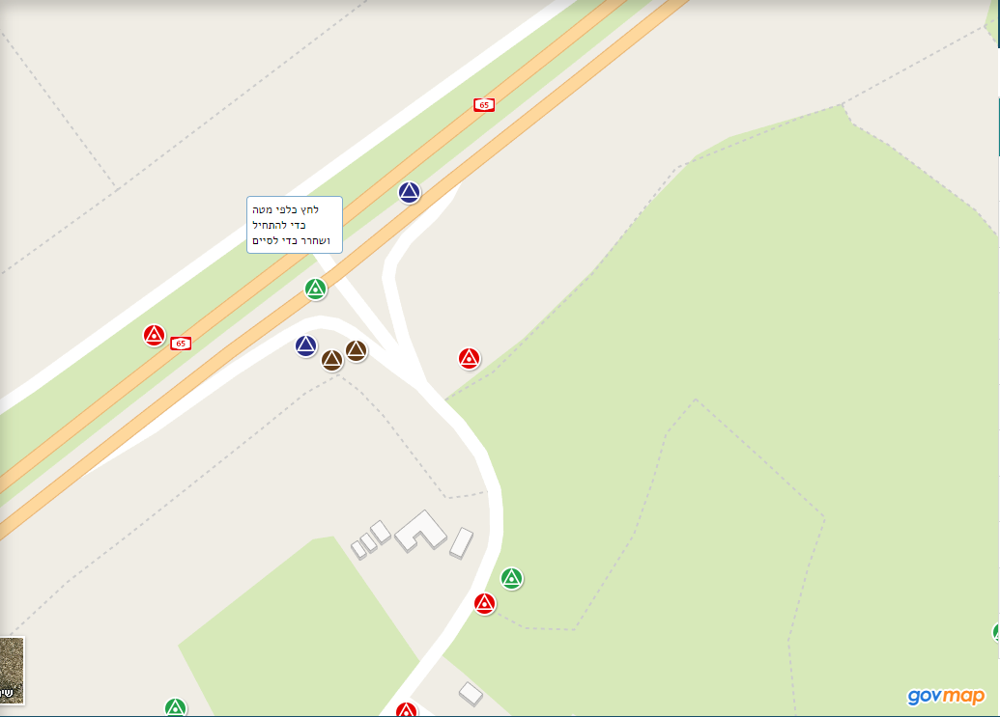 65
לחץ כלפי מטה
כדי להתחיל
ושחרר כדי לסיים
65
govmap